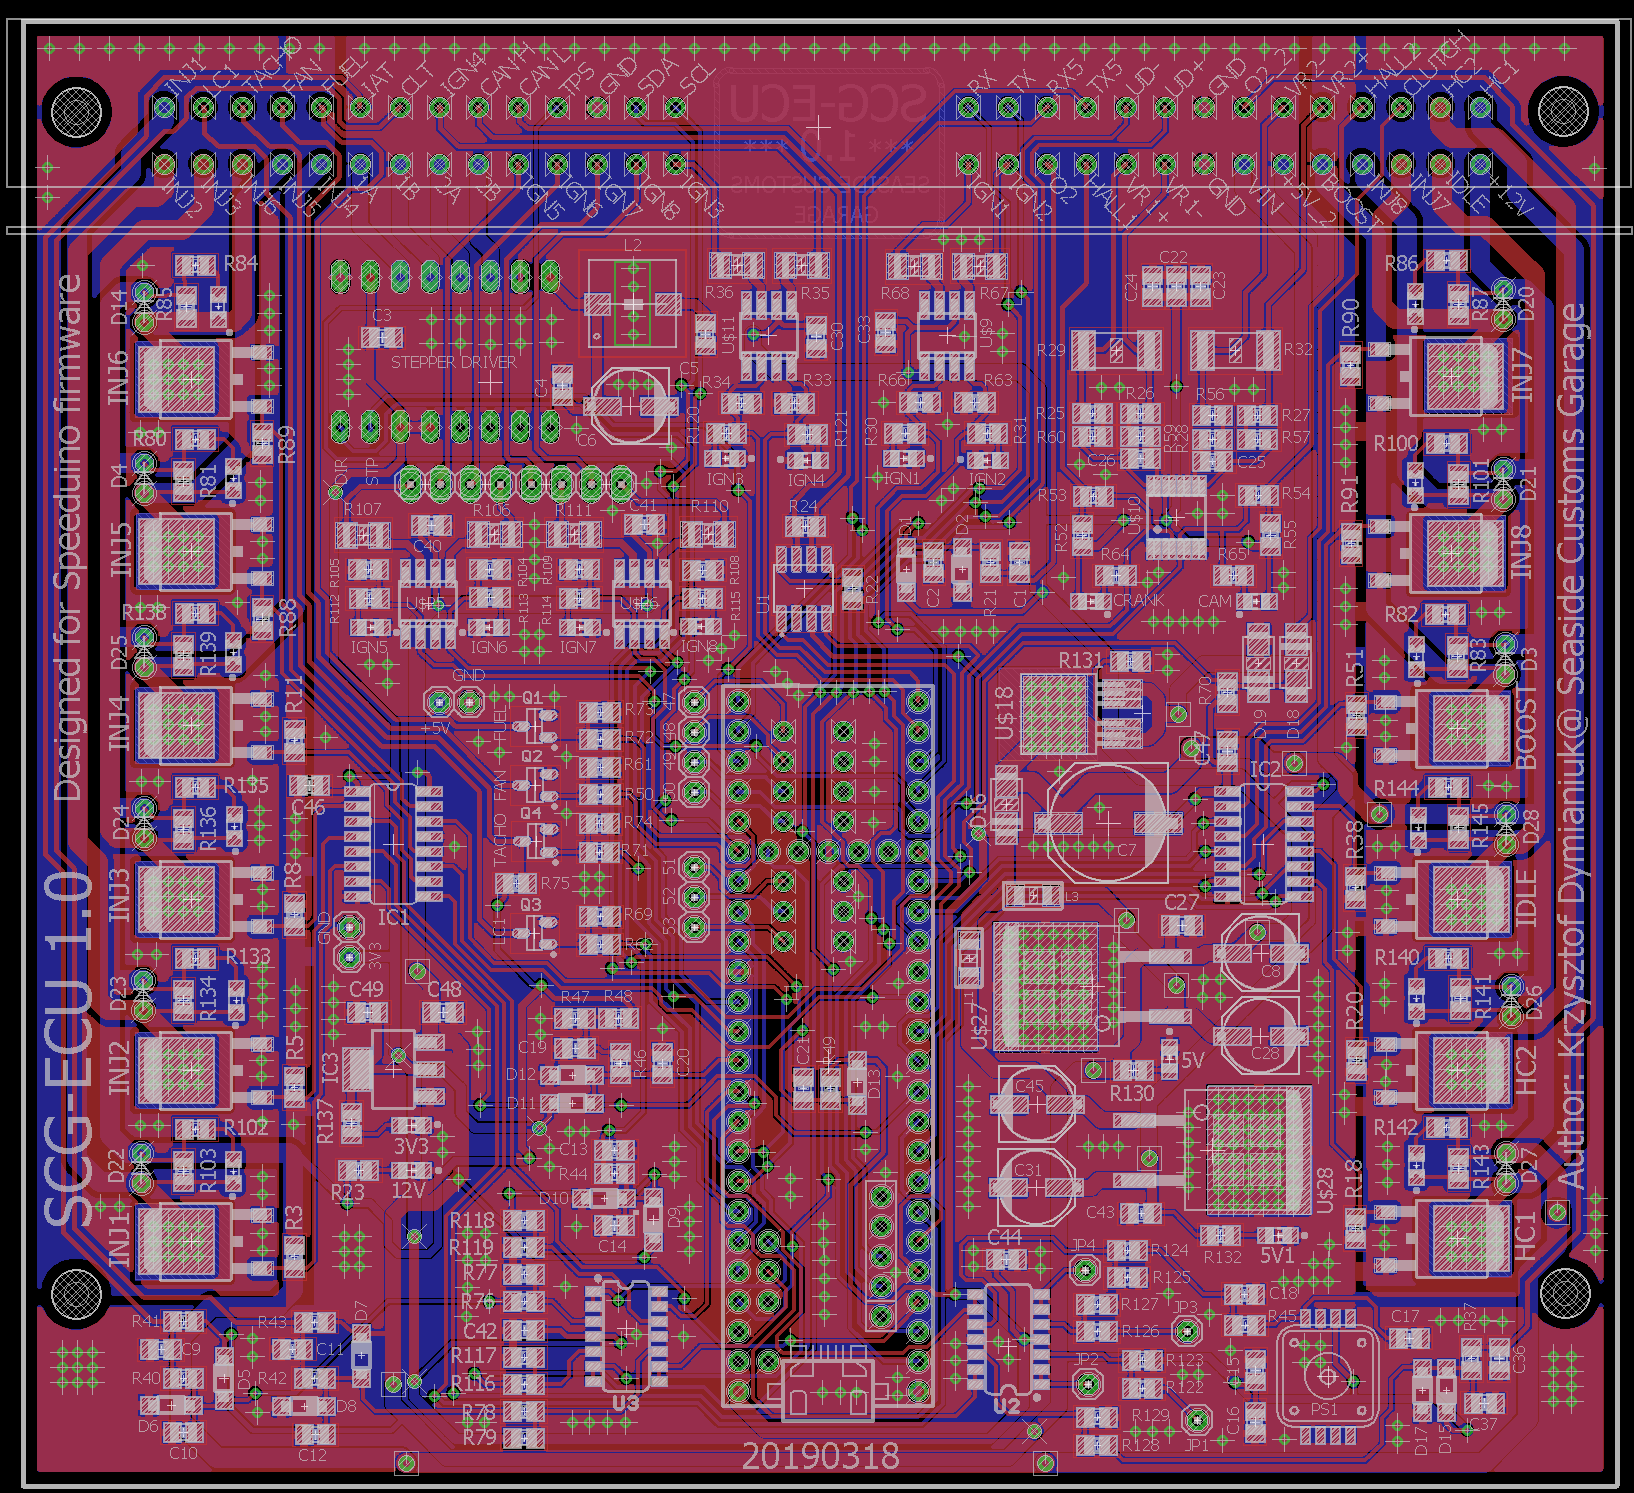 INJ1 LC1 TACHO FAN FUEL IAT CLT IGN4 CANH CANL TPS GND SDA SCL
RX TX RX5 TX5 UD- UD+ GND O2_2 VR2- VR2+ HALL2 CLUTCH HC2 HC1
INJ2 INJ3 INJ6 INJ5 INJ4 2A 1B 2B IGN5 IGN6 IGN7 IGN8 IGN3
IGN1 IGN2 O2 HALL1 VR1+ VR1- GND VIN +5V_2 BOOST INJ8 INJ7 IDLE +12V
SCG-ECU
1.0
SEASIDE CUSTOMS
GARAGE
SCG-ECU 1.0
Designed for Speeduino firmware
Author: Krzysztof Dymianiuk@ Seaside Customs Garage
R84 L2 C22 R86
D14 R85 R36 R35 R68 R67 C24 C23 R87 D20
C3 U$11 C30 C33 U$9 R90
INJ6 STEPPER DRIVER R29 R32 INJ7
C4 C5 R34 R33 R66 R63 R26 R56
C6 R120 R121 R30 R31 R25 R27
R80 R89 R60 R59 R28 R57 R100
D4 R81 DIR STP IGN3 IGN4 IGN1 IGN2 C26 C25 R101 D21
R107 R106 R111 C41 R110 R24 R53 U$10 R54 R91
INJ5 C40 D1 D2 R52 R55 INJ8
R105 R104 R109 R108 R64 R65
R112 U$25 R113 R114 U$26 R115 U1 R22 C2 R21 C1 CRANK CAM
R138 R88 R82
D25 R139 IGN5 IGN6 IGN7 IGN8 R131 R51 R83 D3
GND Q1 R70
INJ4 R11 +5V FUEL R73 47 U$18 D19 D18 BOOST
R72 48
Q2 R61 49 IC2
R135 C46 FAN R50 50 R144
D24 R136 Q4 R74 D16 C7 R38 R145 D28
TACHO R71 51
INJ3 R8 IC1 R75 52 L3 IDLE
GND LC1 Q3 R69 53 C27
R133 3V3 R62 C8 R140
D23 R134 C49 C48 R47 R48 U$27 R20 R141 D26
INJ2 R5 IC3 C19 R46 C20 C21 R49 D13 C28 HC2
D12 5V
R102 R137 D11 C45 R130 R142
3V3
D22 R103 C13 R44 C31 R18 R143 D27
R23 12V D10 D9 U$28
INJ1 R3 R118 C14 C43 HC1
R119 C44 JP4 R124 R132 5V1
R77 R125
R76 R127 C18
R41 R43 D7 C42 R126 JP3 R45 C17
C9 C11 R117 JP2 R123 C15 C36
R40 D5 R42 R116 R122
D6 D8 R78 U3 U2 R129 JP1 C16 PS1 D17 D15 C37
C10 C12 R79 R128
20190318